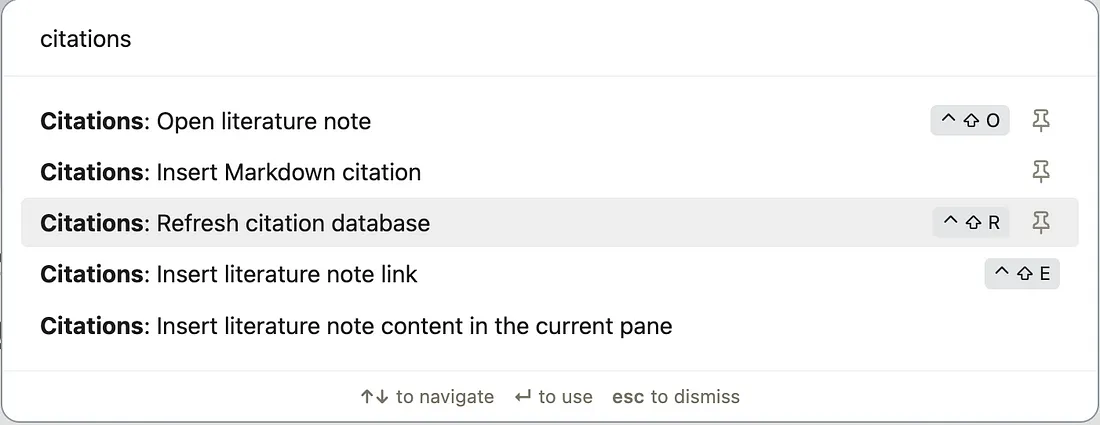 citations
Citations: Open literature note ^ ⇧ O
Citations: Insert Markdown citation
Citations: Refresh citation database ^ ⇧ R
Citations: Insert literature note link ^ ⇧ E
Citations: Insert literature note content in the current pane
↑↓ to navigate ↵ to use esc to dismiss